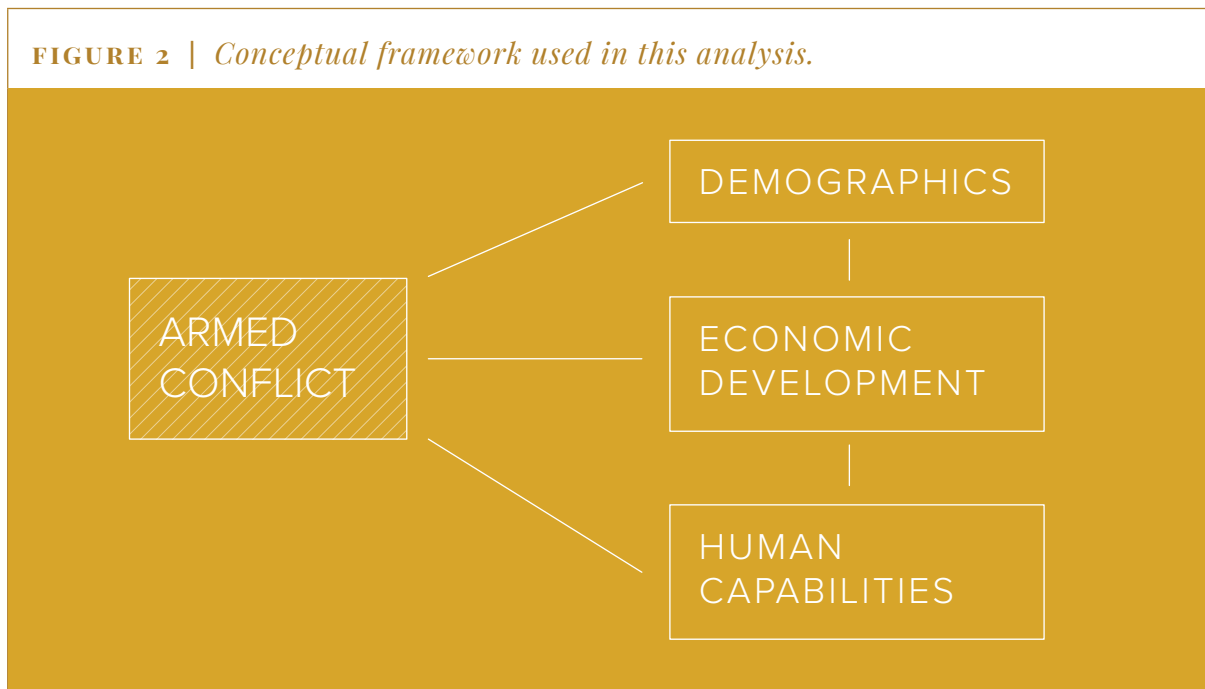 FIGURE 2 | Conceptual framework used in this analysis.
DEMOGRAPHICS
ARMED
CONFLICT
ECONOMIC
DEVELOPMENT
HUMAN
CAPABILITIES